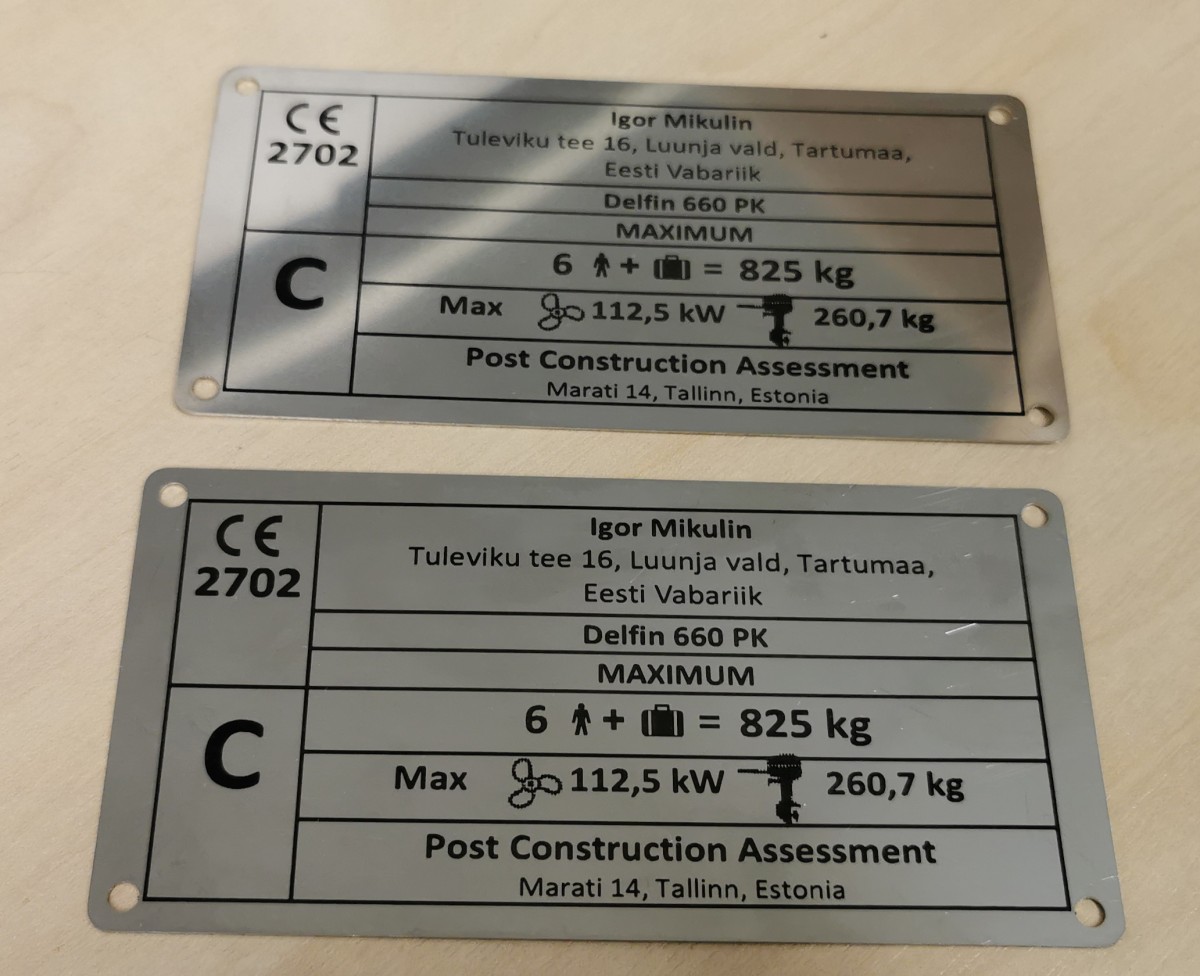 CE
2702
C
Igor Mikulin
Tuleviku tee 16, Luunja vald, Tartumaa,
Eesti Vabariik
Delfin 660 PK
MAXIMUM
6 + = 825 kg
Max 112,5 kW 260,7 kg
Post Construction Assessment
Marati 14, Tallinn, Estonia
CE
2702
C
Igor Mikulin
Tuleviku tee 16, Luunja vald, Tartumaa,
Eesti Vabariik
Delfin 660 PK
MAXIMUM
6 + = 825 kg
Max 112,5 kW 260,7 kg
Post Construction Assessment
Marati 14, Tallinn, Estonia